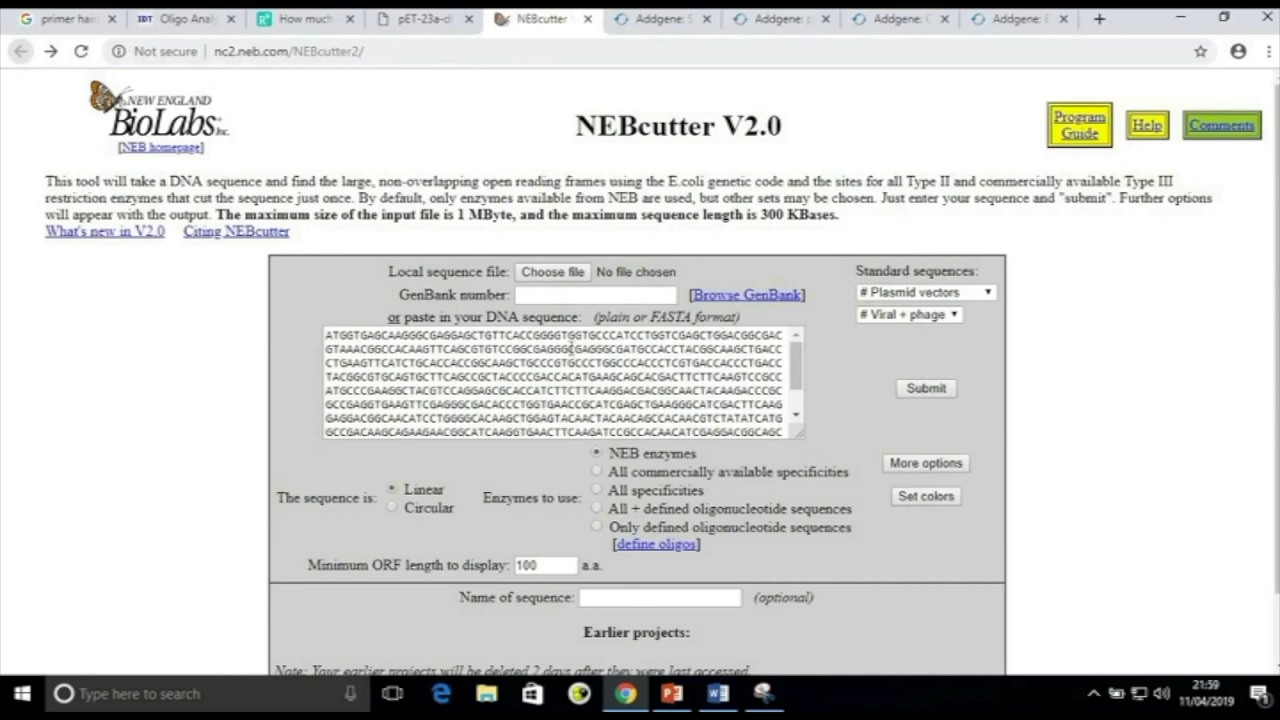 primer hair
IDT Oligo Anal
How much
pET-23a-d
NEBcutter
Addgene: S
Addgene: p
Addgene: C
Addgene: E
Not secure | nc2.neb.com/NEBcutter2/
NEW ENGLAND
BioLabs Inc.
[NEB homepage]
NEBcutter V2.0
Program Guide
Help
Comments
This tool will take a DNA sequence and find the large, non-overlapping open reading frames using the E.coli genetic code and the sites for all Type II and commercially available Type III
restriction enzymes that cut the sequence just once. By default, only enzymes available from NEB are used, but other sets may be chosen. Just enter your sequence and "submit". Further options
will appear with the output. The maximum size of the input file is 1 MByte, and the maximum sequence length is 300 KBases.
What's new in V2.0 Citing NEBcutter
Local sequence file: Choose file No file chosen
Standard sequences:
GenBank number: [Browse GenBank]
# Plasmid vectors
or paste in your DNA sequence: (plain or FASTA format)
# Viral + phage
ATGGTGAGCAAGGGCGAGGAGCTGTTCACCGGGGTGGTGCCCATCCTGGTCGAGCTGGACGGCGAC
GTAAACGGCCACAAGTTCAGCGTGTCCGGCGAGGGCGAGGGCGATGCCACCTACGGCAAGCTGACC
CTGAAGTTCATCTGCACCACCGGCAAGCTGCCCGTGCCCTGGCCCACCCTCGTGACCACCCTGACC
TACGGCGTGCAGTGCTTCAGCCGCTACCCCGACCACATGAAGCAGCACGACTTCTTCAAGTCCGCC
ATGCCCGAAGGCTACGTCCAGGAGCGCACCATCTTCTTCAAGGACGACGGCAACTACAAGACCCGC
GCCGAGGTGAAGTTCGAGGGCGACACCCTGGTGAACCGCATCGAGCTGAAGGGCATCGACTTCAAG
GAGGACGGCAACATCCTGGGGCACAAGCTGGAGTACAACTACAACAGCCACAACGTCTATATCATG
GCCGACAAGCAGAAGAACGGCATCAAGGTGAACTTCAAGATCCGCCACAACATCGAGGACGGCAGC
Submit
More options
Set colors
The sequence is: Linear
Circular
Enzymes to use: NEB enzymes
All commercially available specificities
All specificities
All + defined oligonucleotide sequences
Only defined oligonucleotide sequences
[define oligos]
Minimum ORF length to display: 100 a.a.
Name of sequence: (optional)
Earlier projects:
Note: Your earlier projects will be deleted 2 days after they were last accessed
Type here to search
21:59
11/04/2019